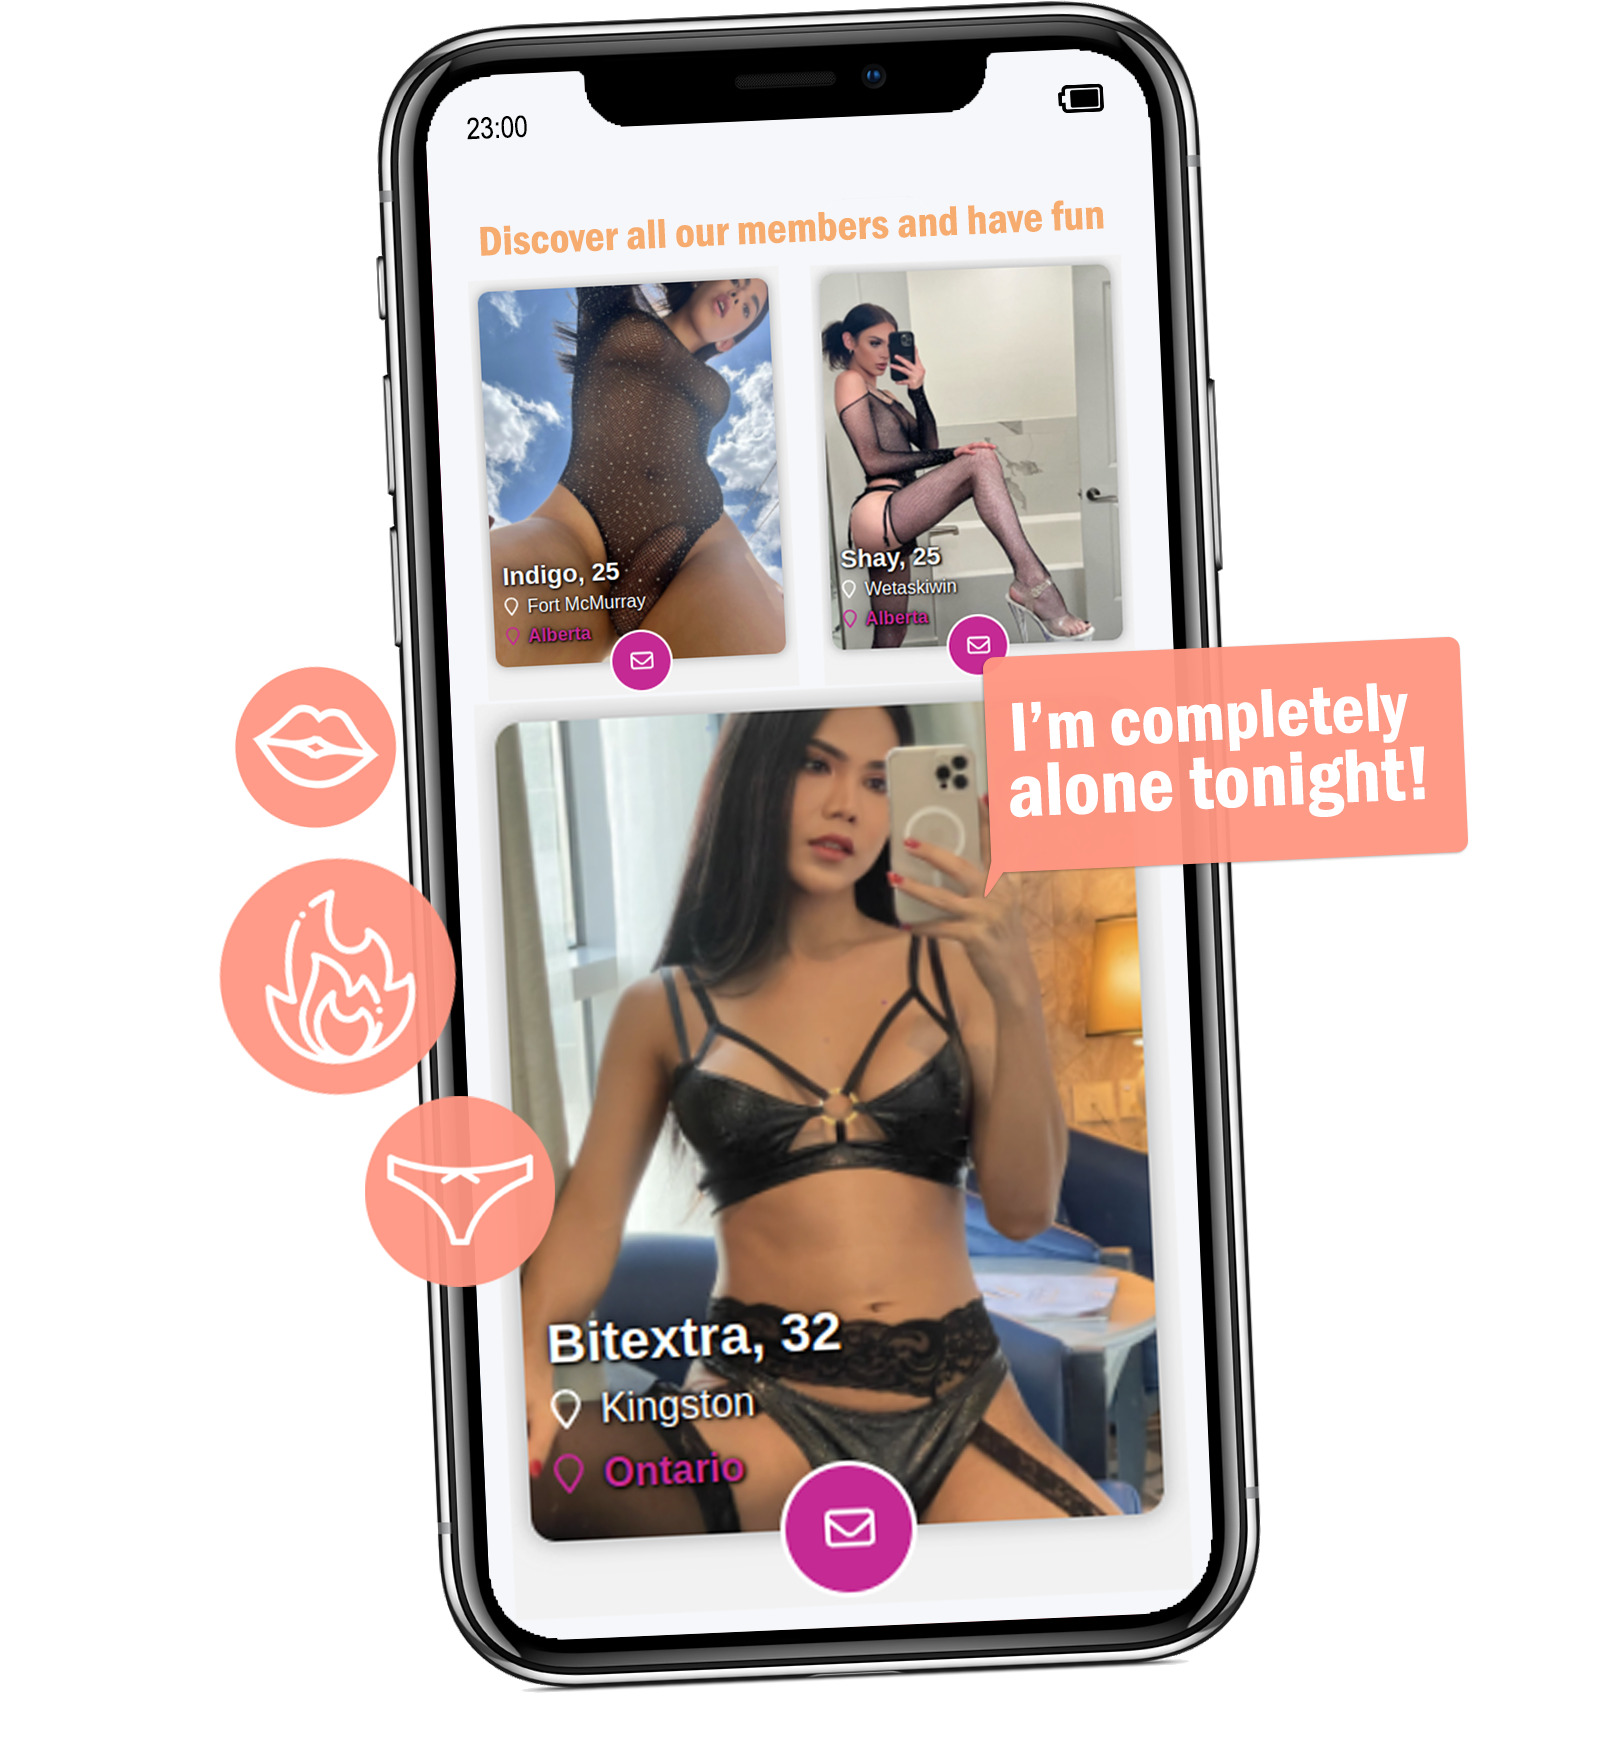 23:00
Discover all our members and have fun
Indigo, 25
Fort McMurray
Alberta
Shay, 25
Wetaskiwin
Alberta
I’m completely
alone tonight!
Bitextra, 32
Kingston
Ontario